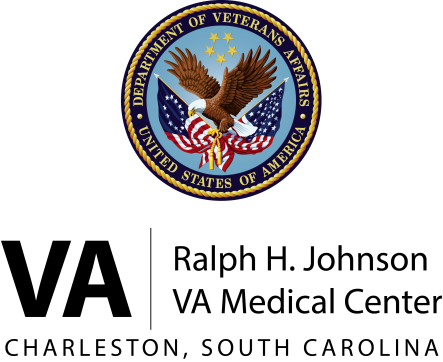 DEPARTMENT OF VETERANS AFFAIRS
UNITED STATES OF AMERICA
VA
Ralph H. Johnson
VA Medical Center
CHARLESTON, SOUTH CAROLINA